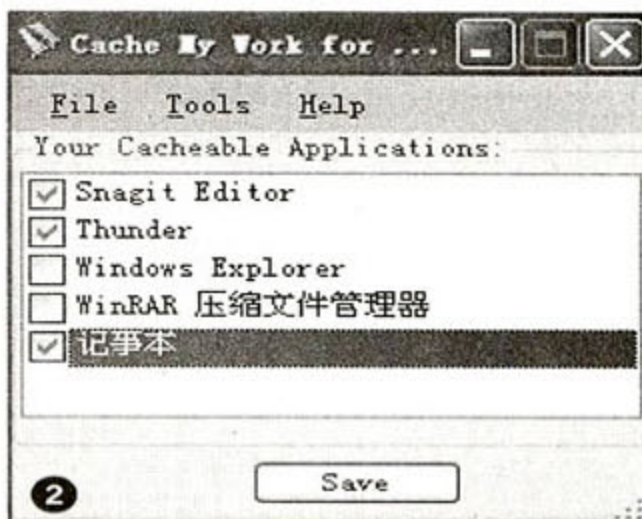 Cache My Work for ...
File Tools Help
Your Cacheable Applications:
Snagit Editor
Thunder
Windows Explorer
WinRAR 压缩文件管理器
记事本
Save
2